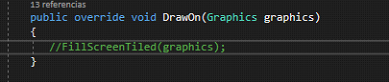 13 referencias
public override void DrawOn(Graphics graphics)
{
//FillScreenTiled(graphics);
}